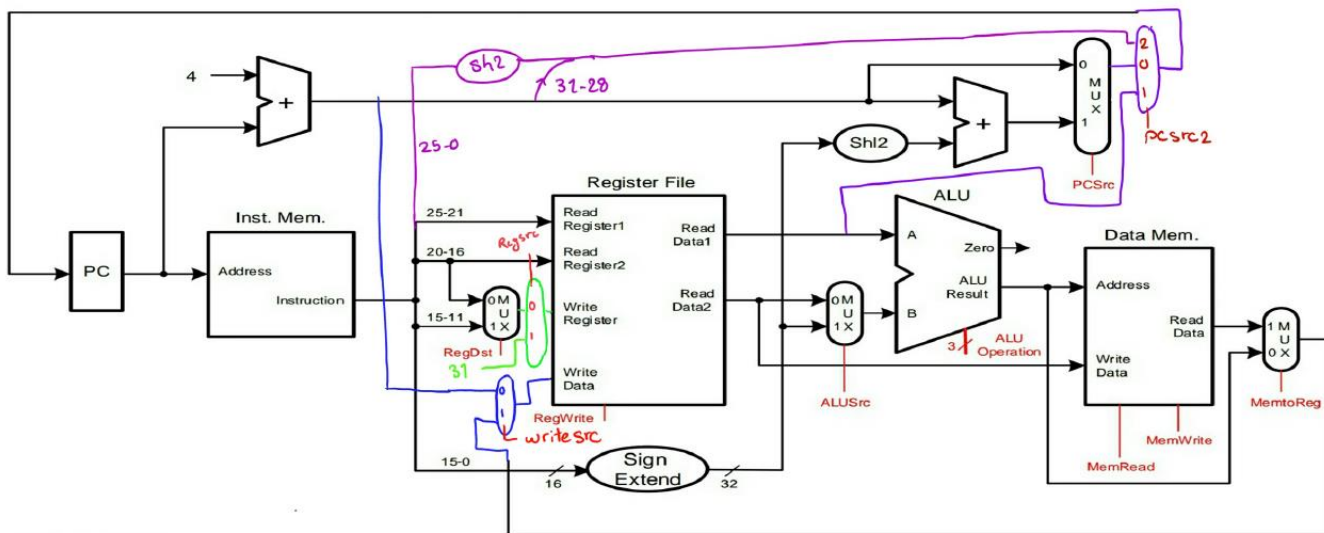 4
+
sh2
31-28
25-0
+
Shl2
0
M
U
X
1
PCSrc
2
0
1
PCsrc2
PC
Inst. Mem.
Address
Instruction
25-21
20-16
15-11
0 M
U
1 X
RegDst
31
Regsrc
0
1
Register File
Read
Register1
Read
Register2
Write
Register
Write
Data
Read
Data1
Read
Data2
RegWrite
0
1
writesrc
15-0
16
Sign
Extend
32
0 M
U
1 X
ALUSrc
ALU
A
B
Zero
ALU
Result
3
ALU
Operation
Data Mem.
Address
Read
Data
Write
Data
MemRead
MemWrite
1 M
U
0 X
MemtoReg